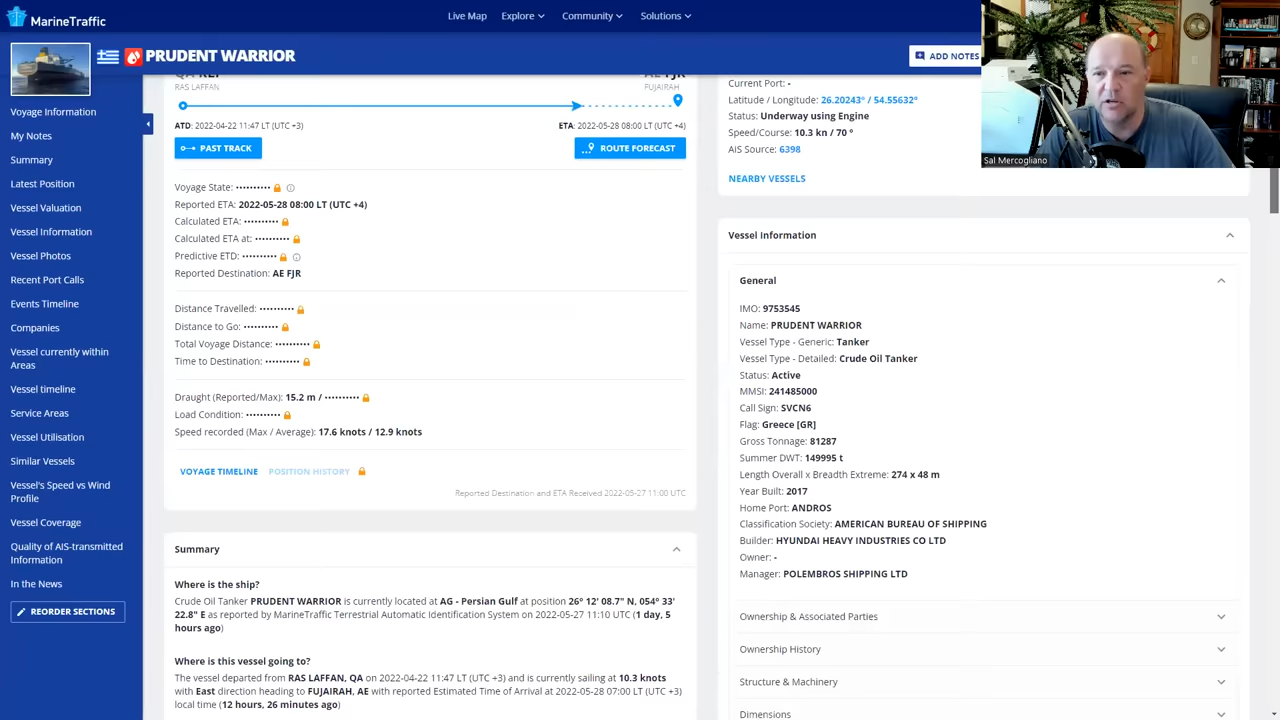 MarineTraffic
Live Map
Explore
Community
Solutions
PRUDENT WARRIOR
ADD NOTES
Sal Mercogliano
Voyage Information
My Notes
Summary
Latest Position
Vessel Valuation
Vessel Information
Vessel Photos
Recent Port Calls
Events Timeline
Companies
Vessel currently within
Areas
Vessel timeline
Service Areas
Vessel Utilisation
Similar Vessels
Vessel's Speed vs Wind
Profile
Vessel Coverage
Quality of AIS-transmitted
Information
In the News
REORDER SECTIONS
RAS LAFFAN
FUJAIRAH
ATD: 2022-04-22 11:47 LT (UTC +3)
ETA: 2022-05-28 08:00 LT (UTC +4)
PAST TRACK
ROUTE FORECAST
Voyage State: ••••••••••
Reported ETA: 2022-05-28 08:00 LT (UTC +4)
Calculated ETA: ••••••••••
Calculated ETA at: ••••••••••
Predictive ETD: ••••••••••
Reported Destination: AE FJR
Distance Travelled: ••••••••••
Distance to Go: ••••••••••
Total Voyage Distance: ••••••••••
Time to Destination: ••••••••••
Draught (Reported/Max): 15.2 m / ••••••••••
Load Condition: ••••••••••
Speed recorded (Max / Average): 17.6 knots / 12.9 knots
VOYAGE TIMELINE
POSITION HISTORY
Reported Destination and ETA Received 2022-05-27 11:00 UTC
Summary
Where is the ship?
Crude Oil Tanker PRUDENT WARRIOR is currently located at AG - Persian Gulf at position 26° 12' 08.7" N, 054° 33'
22.8" E as reported by MarineTraffic Terrestrial Automatic Identification System on 2022-05-27 11:10 UTC (1 day, 5
hours ago)
Where is this vessel going to?
The vessel departed from RAS LAFFAN, QA on 2022-04-22 11:47 LT (UTC +3) and is currently sailing at 10.3 knots
with East direction heading to FUJAIRAH, AE with reported Estimated Time of Arrival at 2022-05-28 07:00 LT (UTC +3)
local time (12 hours, 26 minutes ago)
Current Port: -
Latitude / Longitude: 26.20243° / 54.55632°
Status: Underway using Engine
Speed/Course: 10.3 kn / 70 °
AIS Source: 6398
NEARBY VESSELS
Vessel Information
General
IMO: 9753545
Name: PRUDENT WARRIOR
Vessel Type - Generic: Tanker
Vessel Type - Detailed: Crude Oil Tanker
Status: Active
MMSI: 241485000
Call Sign: SVCN6
Flag: Greece [GR]
Gross Tonnage: 81287
Summer DWT: 149995 t
Length Overall x Breadth Extreme: 274 x 48 m
Year Built: 2017
Home Port: ANDROS
Classification Society: AMERICAN BUREAU OF SHIPPING
Builder: HYUNDAI HEAVY INDUSTRIES CO LTD
Owner: -
Manager: POLEMBROS SHIPPING LTD
Ownership & Associated Parties
Ownership History
Structure & Machinery
Dimensions